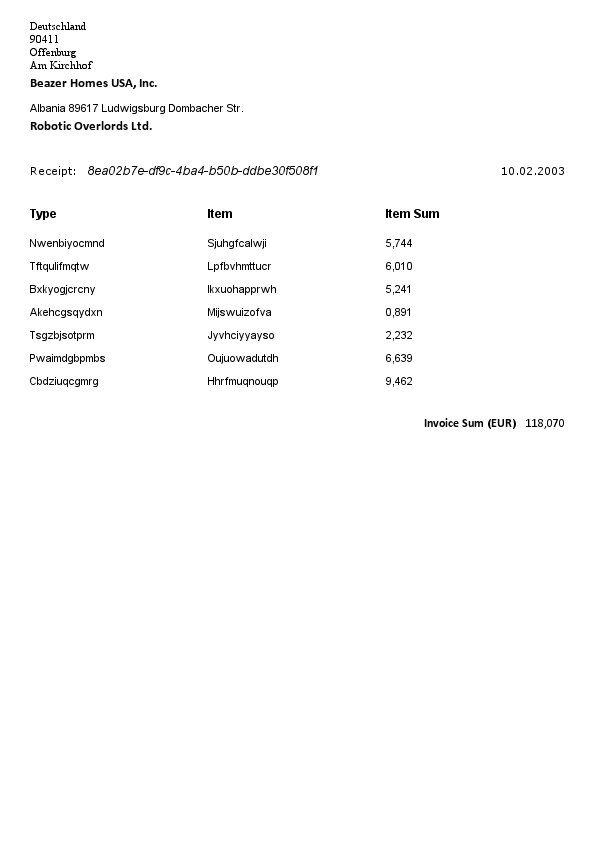 Deutschland
90411
Offenburg
Am Kirchhof
Beazer Homes USA, Inc.
Albania 89617 Ludwigsburg Dombacher Str.
Robotic Overlords Ltd.
Receipt: 8ea02b7e-df9c-4ba4-b50b-ddbe30f508f1 10.02.2003
Type Item Item Sum
Nwenbiyocmnd Sjuhgfcalwji 5,744
Tftqulifmqtw Lpfbvhmttucr 6,010
Bxkyogjcrcny Ikxuohapprwh 5,241
Akehcgsqydxn Mijswuizofva 0,891
Tsgzbjsotprm Jyvhciyyayso 2,232
Pwaimdgbpmbs Oujuowadutdh 6,639
Cbdziuqcgmrg Hhrfmuqnouqp 9,462
Invoice Sum (EUR) 118,070